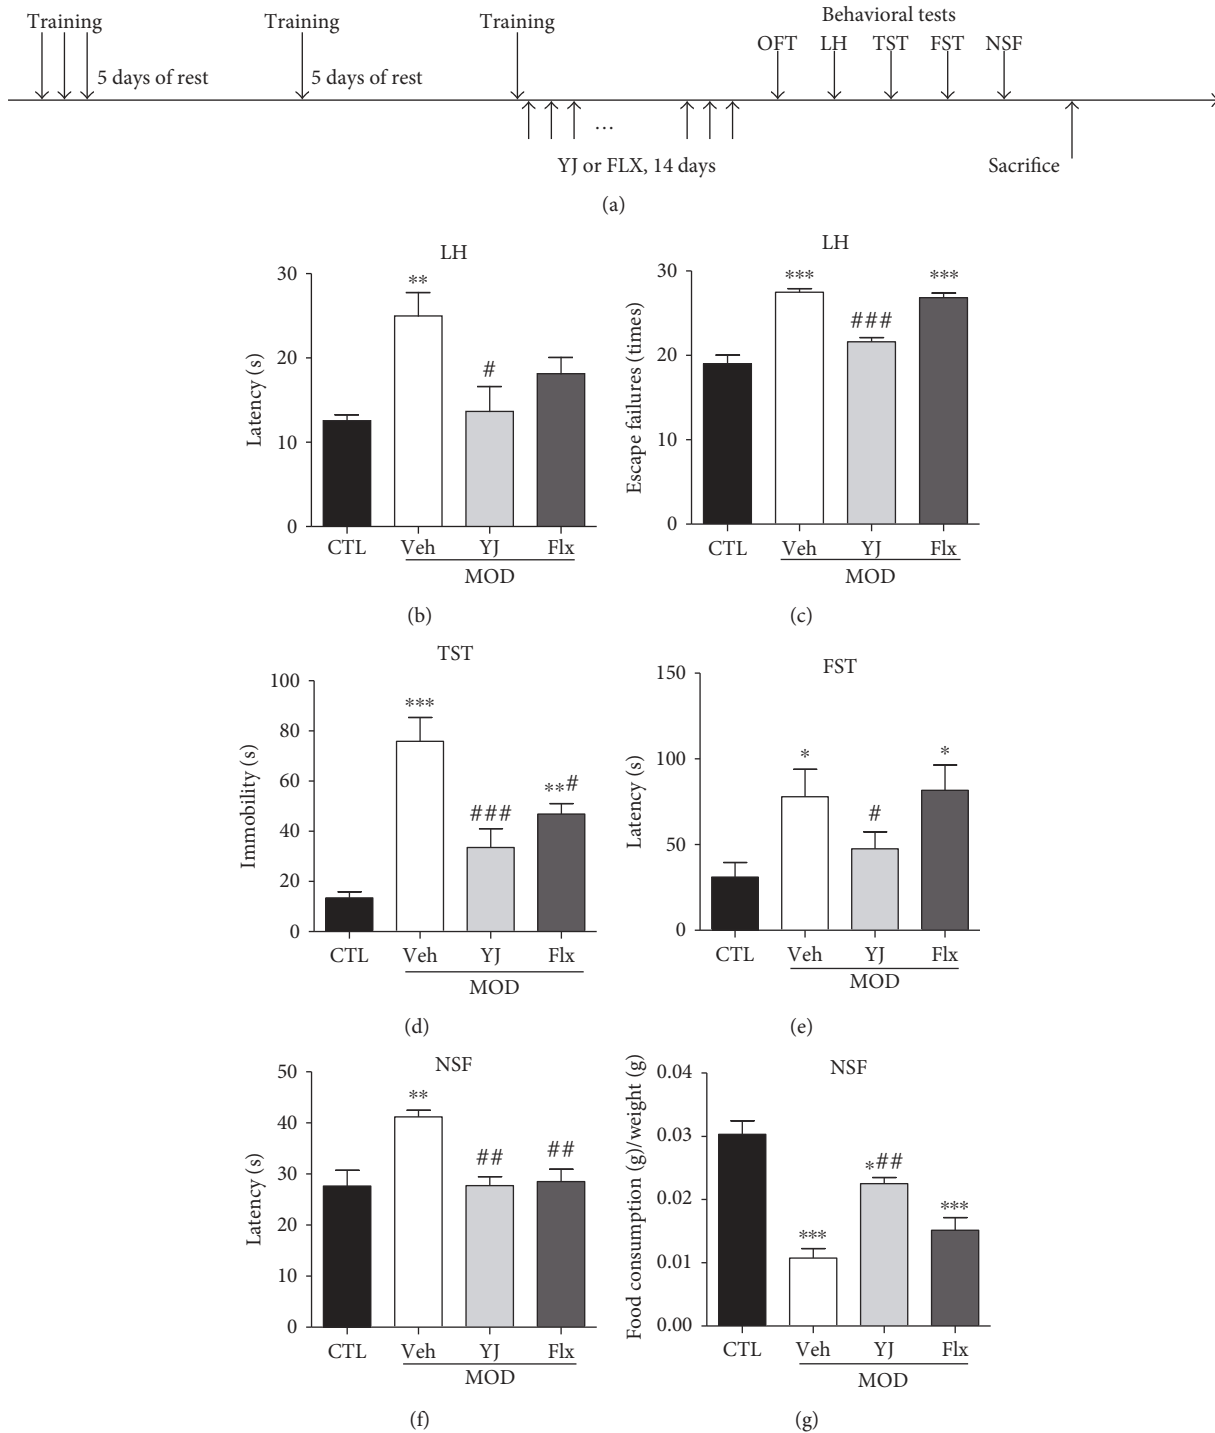 Behavioral tests
Training Training Training
OFT LH TST FST NSF
5 days of rest 5 days of rest
...
YJ or FLX, 14 days Sacrifice
(a)
LH
30
20
10
0
Latency (s)
**
#
CTL Veh YJ Flx
MOD
(b)
LH
30
20
10
0
Escape failures (times)
*** ***
###
CTL Veh YJ Flx
MOD
(c)
TST
100
80
60
40
20
0
Immobility (s)
***
###
**#
CTL Veh YJ Flx
MOD
(d)
FST
150
100
50
0
Latency (s)
* *
#
CTL Veh YJ Flx
MOD
(e)
NSF
50
40
30
20
10
0
Latency (s)
**
## ##
CTL Veh YJ Flx
MOD
(f)
NSF
0.04
0.03
0.02
0.01
0.00
Food consumption (g)/weight (g)
*##
***
***
CTL Veh YJ Flx
MOD
(g)